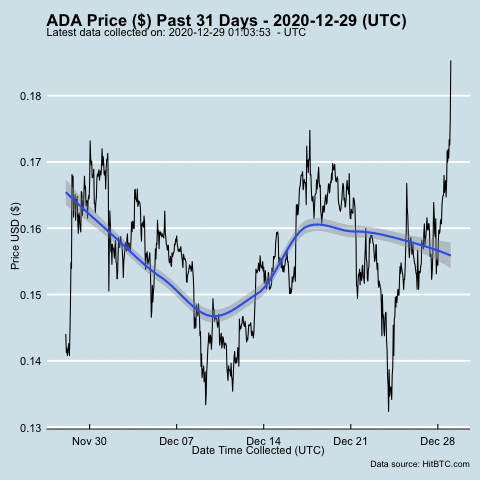 ADA Price ($) Past 31 Days - 2020-12-29 (UTC)
Latest data collected on: 2020-12-29 01:03:53 - UTC
0.18
0.17
0.16
0.15
0.14
0.13
Price USD ($)
Nov 30 Dec 07 Dec 14 Dec 21 Dec 28
Date Time Collected (UTC)
Data source: HitBTC.com